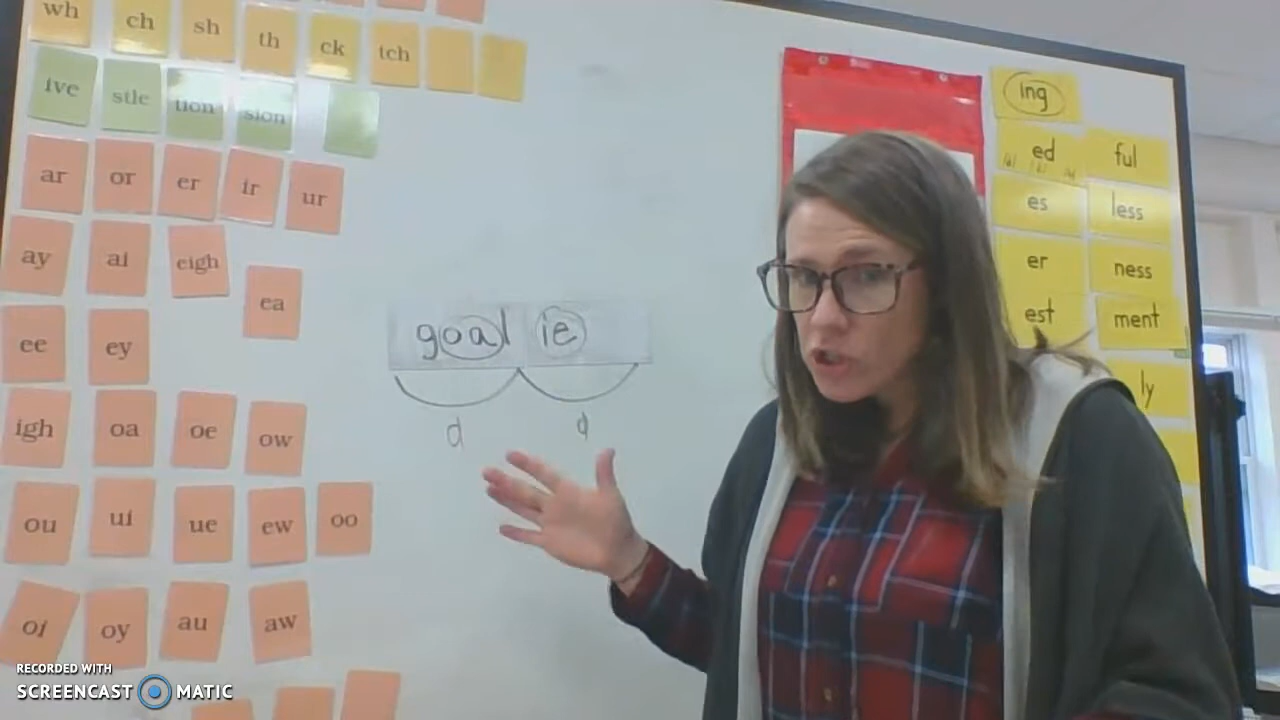 wh ch sh th ck tch
ive stle tion sion
ar or er ir ur
ay ai eigh ea
ee ey
igh oa oe ow
ou ui ue ew oo
oi oy au aw
goal ie
d d
ing
ed ful
es less
er ness
est ment
ly
RECORDED WITH
SCREENCAST MATIC